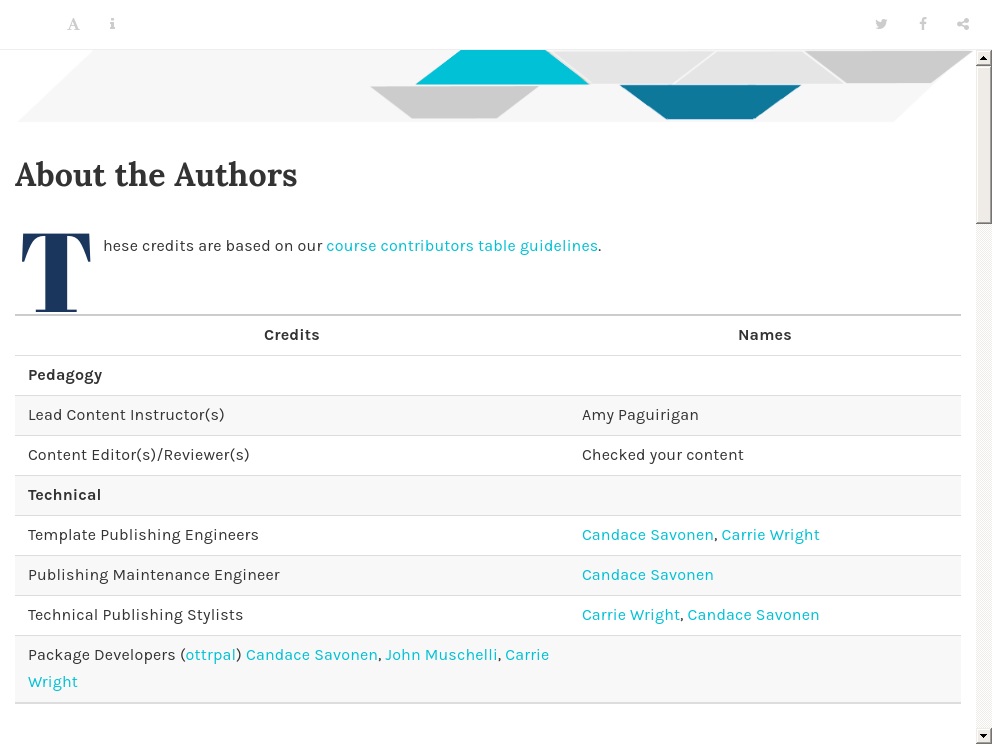 A i
About the Authors
These credits are based on our course contributors table guidelines.
Credits Names
Pedagogy
Lead Content Instructor(s) Amy Paguirigan
Content Editor(s)/Reviewer(s) Checked your content
Technical
Template Publishing Engineers Candace Savonen, Carrie Wright
Publishing Maintenance Engineer Candace Savonen
Technical Publishing Stylists Carrie Wright, Candace Savonen
Package Developers (ottrpal) Candace Savonen, John Muschelli, Carrie
Wright